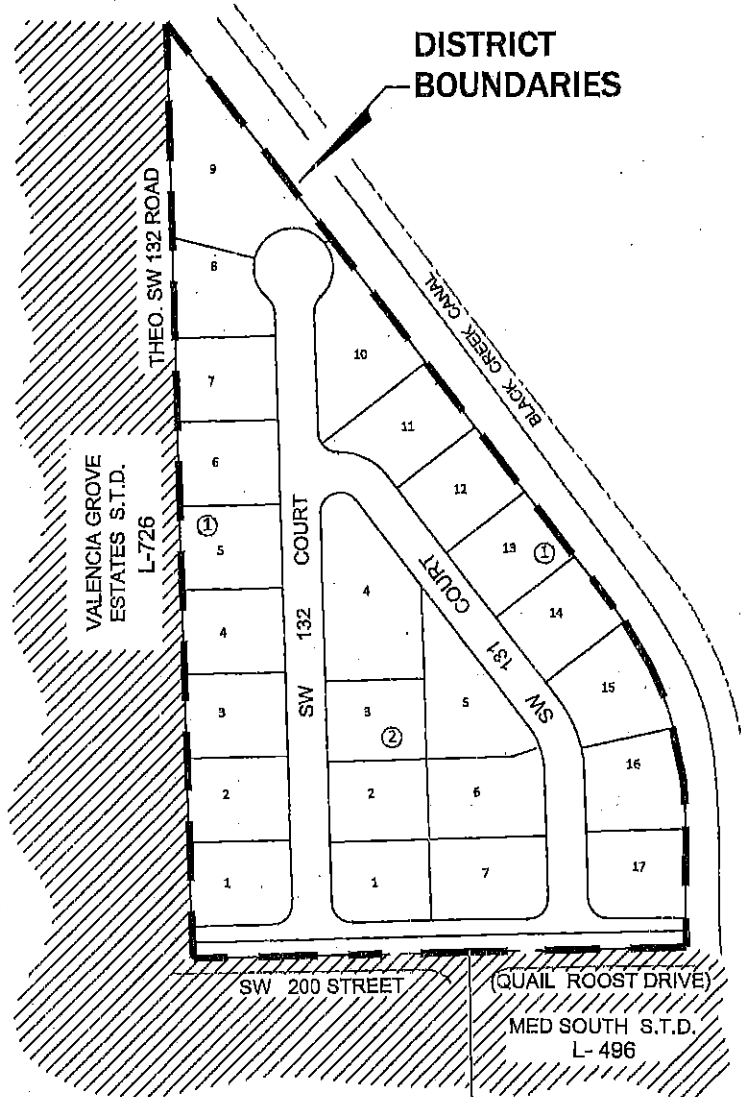 DISTRICT
BOUNDARIES
THEO. SW 132 ROAD
BLACK CREEK CANAL
VALENCIA GROVE
ESTATES S.T.D.
L-726
9
8
7
6
①
5
4
3
2
1
SW 132 COURT
10
11
12
13
①
14
15
16
17
SW 131 COURT
4
3
②
2
1
5
6
7
SW 200 STREET
(QUAIL ROOST DRIVE)
MED SOUTH S.T.D.
L- 496